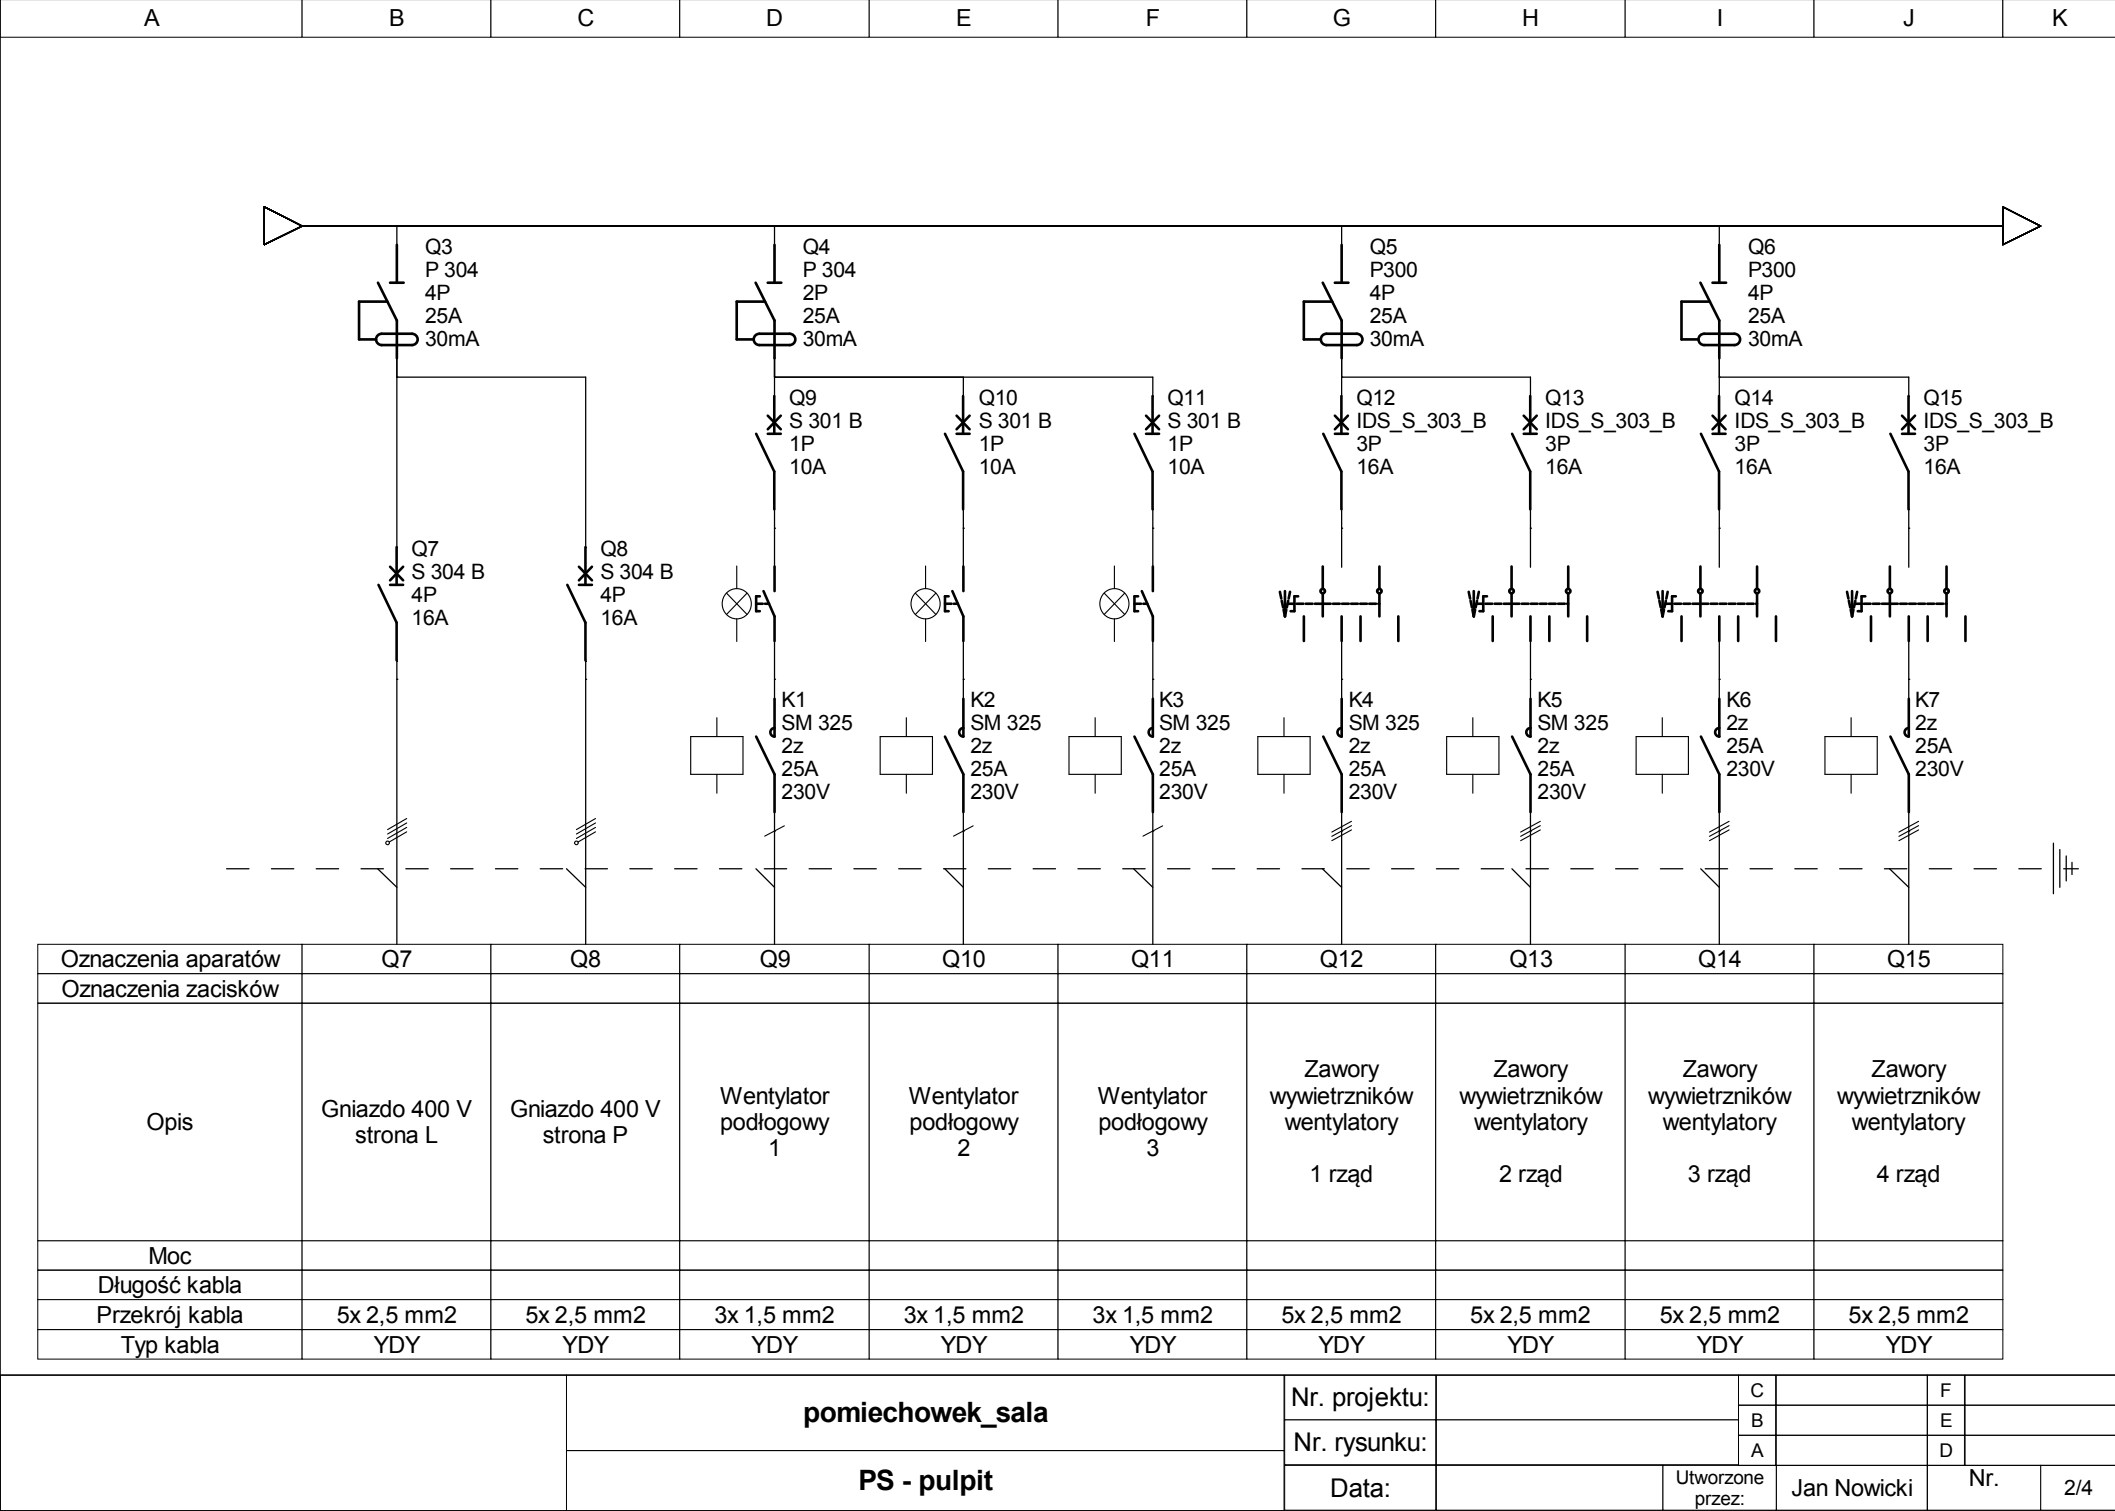 A B C D E F G H I J K
Q3
P 304
4P
25A
30mA
Q4
P 304
2P
25A
30mA
Q5
P300
4P
25A
30mA
Q6
P300
4P
25A
30mA
Q7
S 304 B
4P
16A
Q8
S 304 B
4P
16A
Q9
S 301 B
1P
10A
Q10
S 301 B
1P
10A
Q11
S 301 B
1P
10A
Q12
IDS_S_303_B
3P
16A
Q13
IDS_S_303_B
3P
16A
Q14
IDS_S_303_B
3P
16A
Q15
IDS_S_303_B
3P
16A
K1
SM 325
2z
25A
230V
K2
SM 325
2z
25A
230V
K3
SM 325
2z
25A
230V
K4
SM 325
2z
25A
230V
K5
SM 325
2z
25A
230V
K6
2z
25A
230V
K7
2z
25A
230V
Oznaczenia aparatów Q7 Q8 Q9 Q10 Q11 Q12 Q13 Q14 Q15
Oznaczenia zacisków
Opis
Gniazdo 400 V
strona L
Gniazdo 400 V
strona P
Wentylator
podłogowy
1
Wentylator
podłogowy
2
Wentylator
podłogowy
3
Zawory
wywietrzników
wentylatory
1 rząd
Zawory
wywietrzników
wentylatory
2 rząd
Zawory
wywietrzników
wentylatory
3 rząd
Zawory
wywietrzników
wentylatory
4 rząd
Moc
Długość kabla
Przekrój kabla 5x 2,5 mm2 5x 2,5 mm2 3x 1,5 mm2 3x 1,5 mm2 3x 1,5 mm2 5x 2,5 mm2 5x 2,5 mm2 5x 2,5 mm2 5x 2,5 mm2
Typ kabla YDY YDY YDY YDY YDY YDY YDY YDY YDY
pomiechowek_sala
PS - pulpit
Nr. projektu:
Nr. rysunku:
Data:
C F
B E
A D
Utworzone
przez:
Jan Nowicki
Nr.
2/4